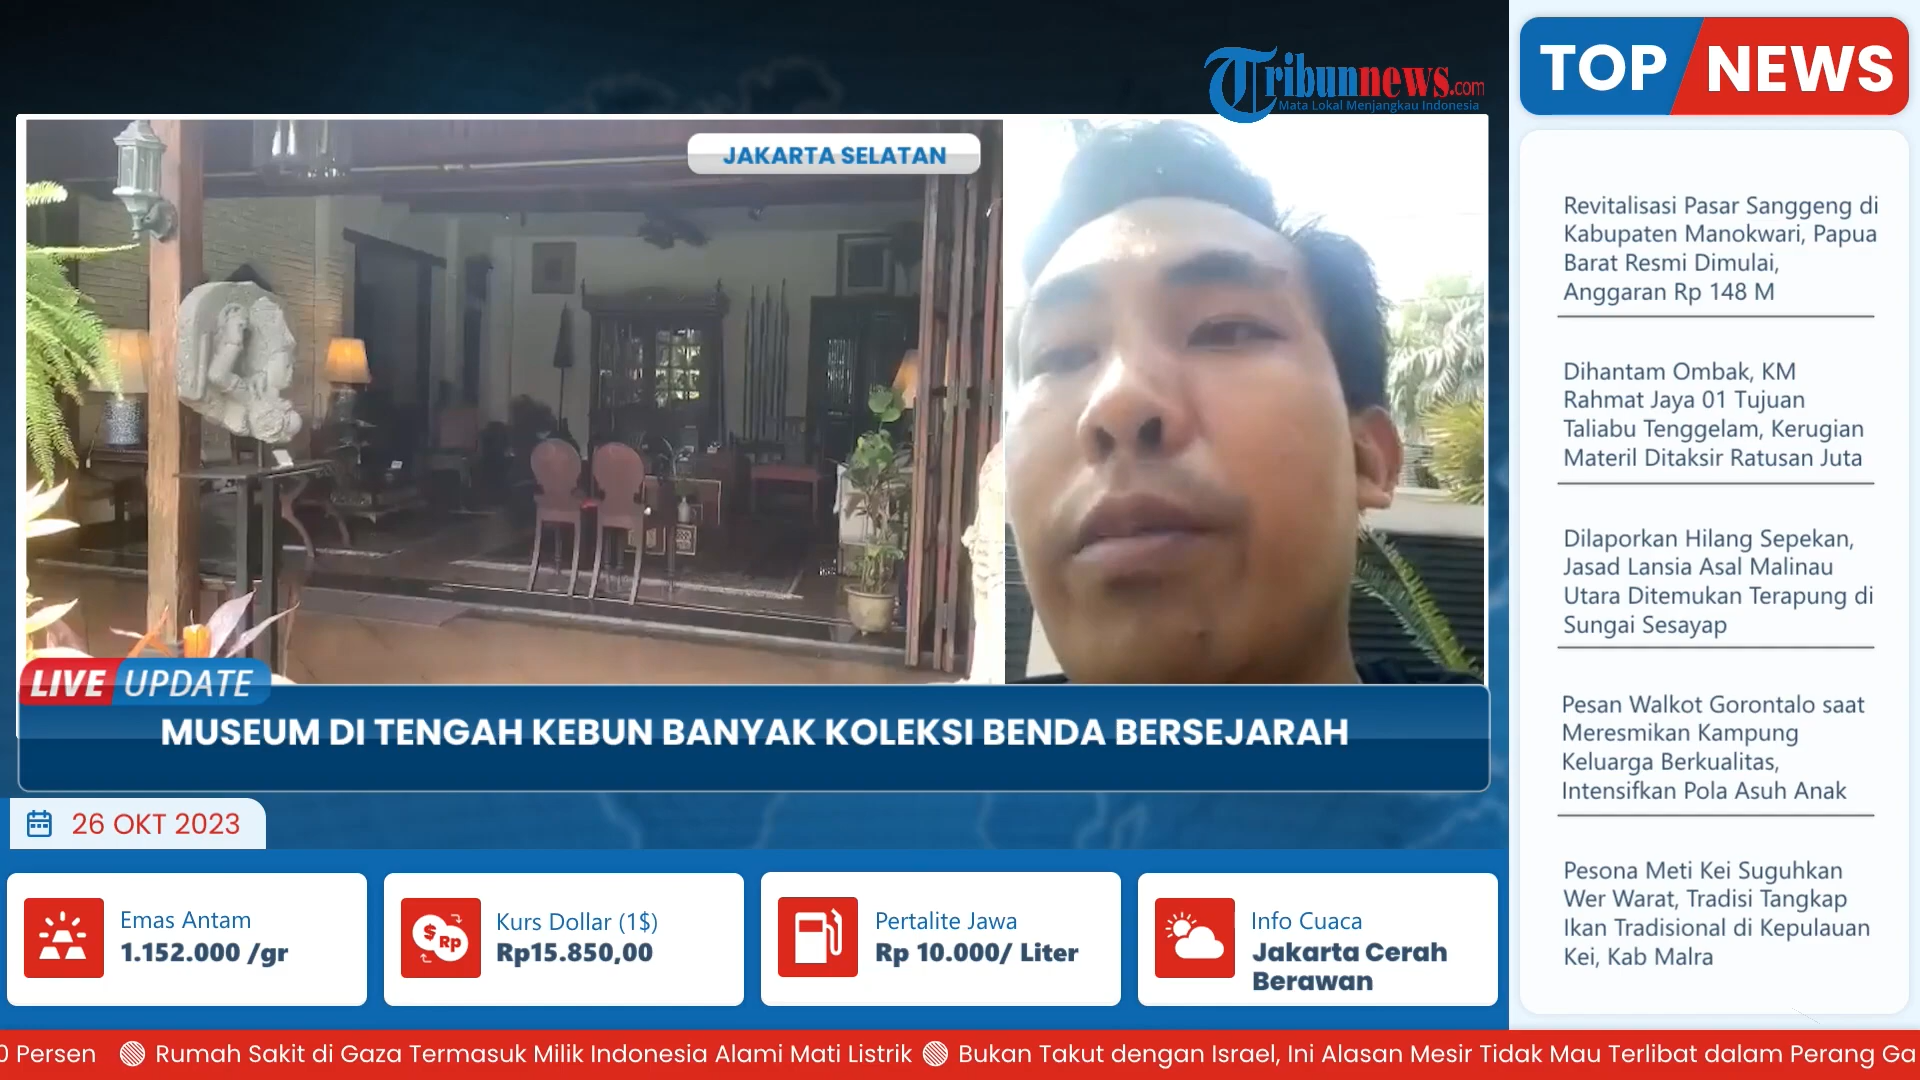 Tribunnews.com
Mata Lokal Menjangkau Indonesia
TOP NEWS
JAKARTA SELATAN
Revitalisasi Pasar Sanggeng di
Kabupaten Manokwari, Papua
Barat Resmi Dimulai,
Anggaran Rp 148 M
Dihantam Ombak, KM
Rahmat Jaya 01 Tujuan
Taliabu Tenggelam, Kerugian
Materil Ditaksir Ratusan Juta
Dilaporkan Hilang Sepekan,
Jasad Lansia Asal Malinau
Utara Ditemukan Terapung di
Sungai Sesayap
Pesan Walkot Gorontalo saat
Meresmikan Kampung
Keluarga Berkualitas,
Intensifkan Pola Asuh Anak
Pesona Meti Kei Suguhkan
Wer Warat, Tradisi Tangkap
Ikan Tradisional di Kepulauan
Kei, Kab Malra
LIVE UPDATE
MUSEUM DI TENGAH KEBUN BANYAK KOLEKSI BENDA BERSEJARAH
26 OKT 2023
Emas Antam
1.152.000 /gr
$ Rp
Kurs Dollar (1$)
Rp15.850,00
Pertalite Jawa
Rp 10.000/ Liter
Info Cuaca
Jakarta Cerah
Berawan
0 Persen Rumah Sakit di Gaza Termasuk Milik Indonesia Alami Mati Listrik Bukan Takut dengan Israel, Ini Alasan Mesir Tidak Mau Terlibat dalam Perang Ga